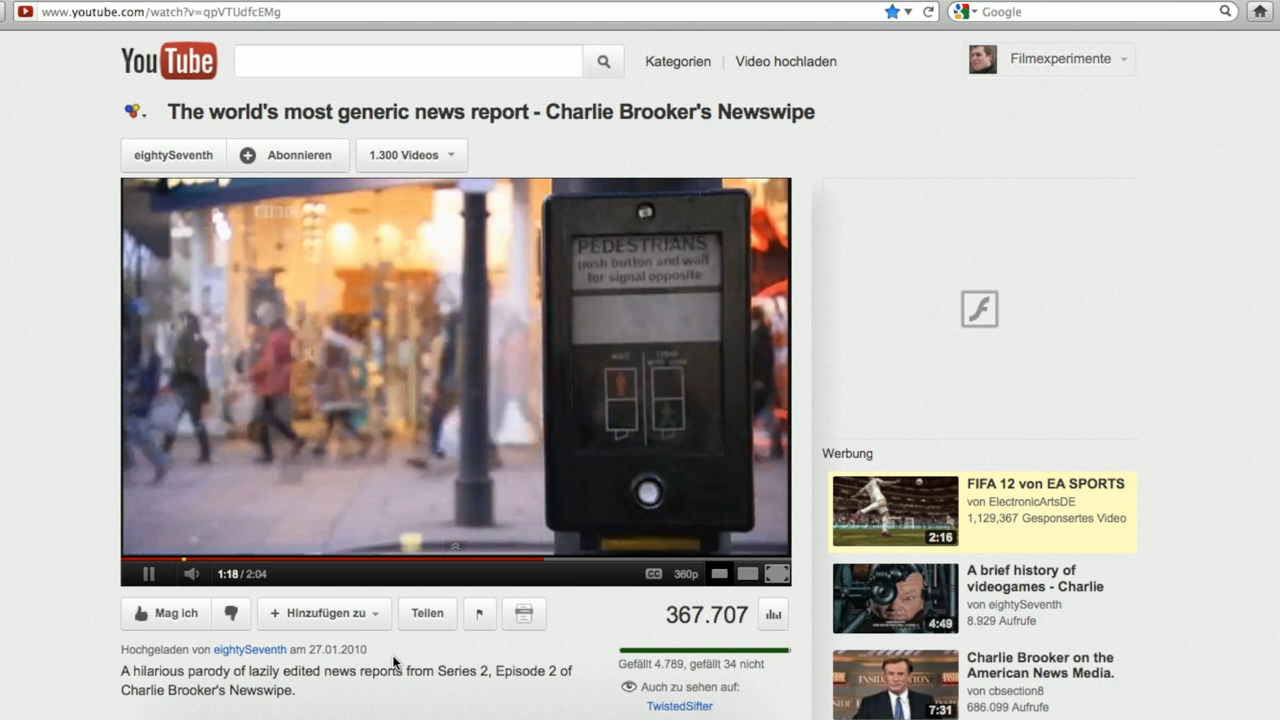 www.youtube.com/watch?v=qpVTUdfcEMg
Google
YouTube
Kategorien
Video hochladen
Filmexperimente
The world's most generic news report - Charlie Brooker's Newswipe
eightySeventh
Abonnieren
1.300 Videos
BBC
PEDESTRIANS
push button and wait
for signal opposite
WAIT
1:18 / 2:04
CC
360p
Werbung
FIFA 12 von EA SPORTS
von ElectronicArtsDE
1,129,367 Gesponsertes Video
2:16
A brief history of
videogames - Charlie
von eightySeventh
8.929 Aufrufe
4:49
Charlie Brooker on the
American News Media.
von cbsection8
686.099 Aufrufe
7:31
Mag ich
+ Hinzufügen zu
Teilen
367.707
Hochgeladen von eightySeventh am 27.01.2010
A hilarious parody of lazily edited news reports from Series 2, Episode 2 of
Charlie Brooker's Newswipe.
Gefällt 4.789, gefällt 34 nicht
Auch zu sehen auf:
TwistedSifter